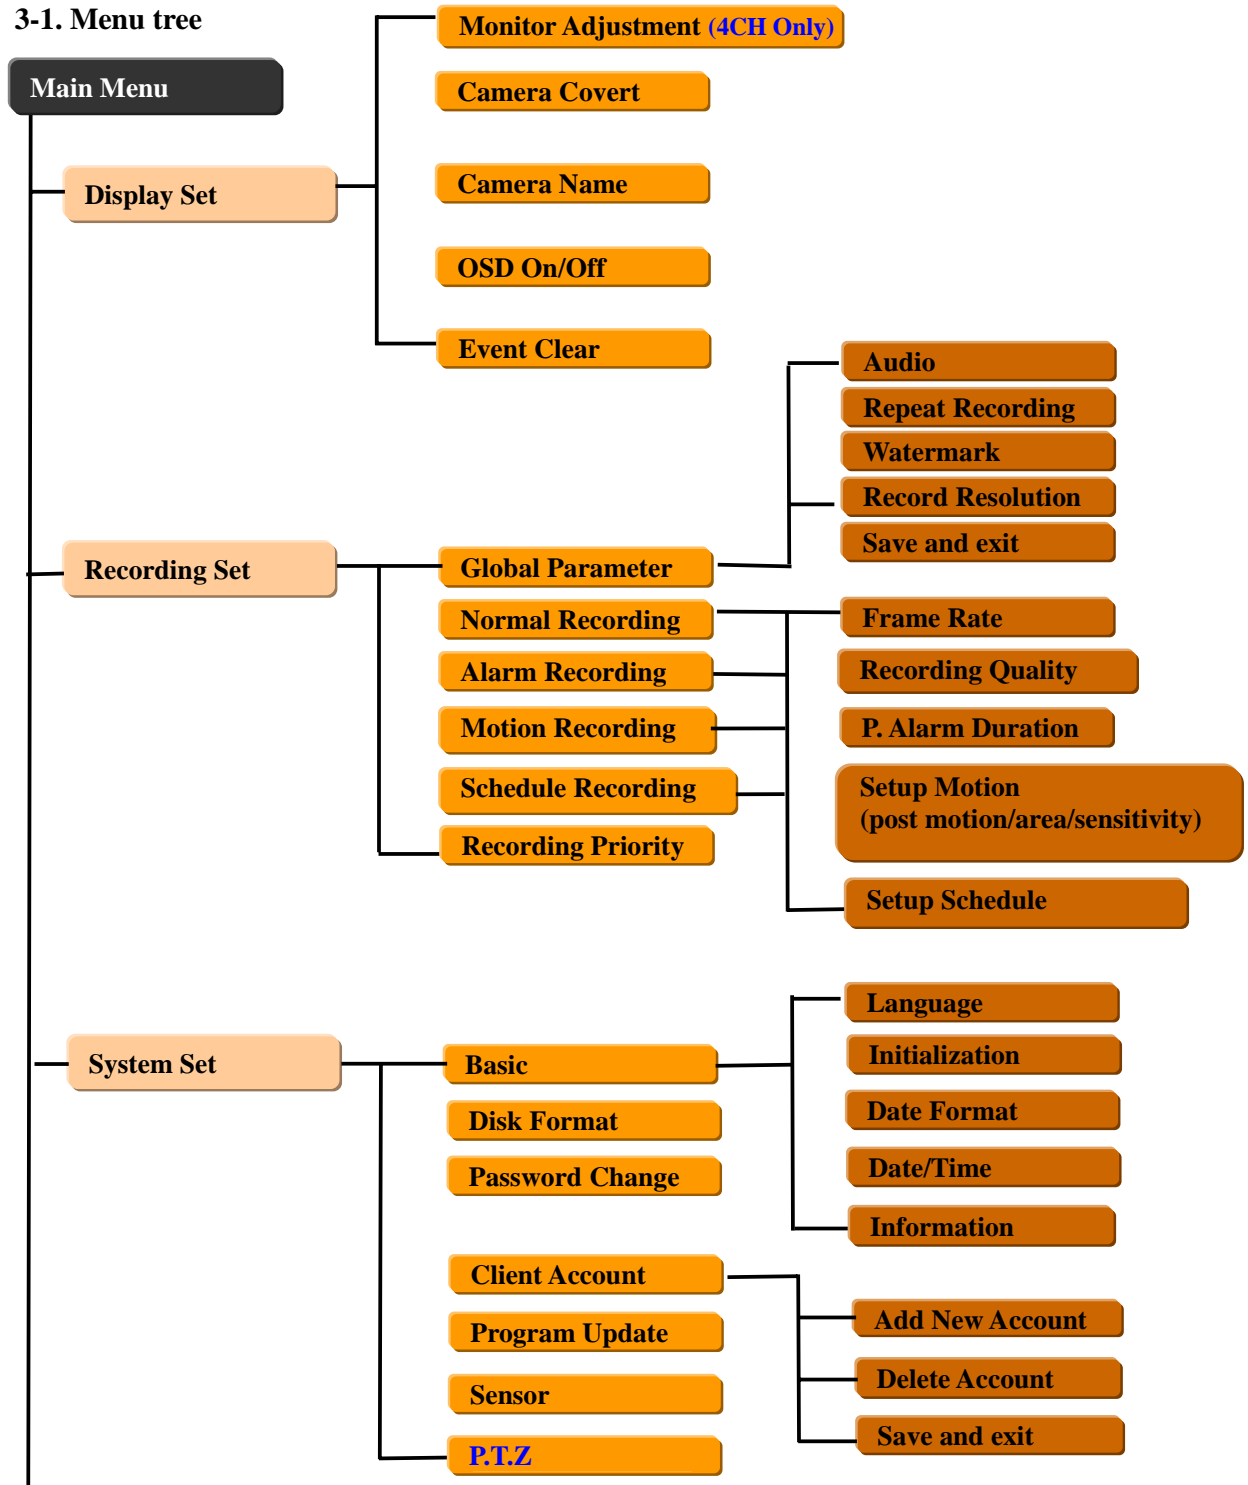 3-1. Menu tree
Main Menu
Display Set
Monitor Adjustment (4CH Only)
Camera Covert
Camera Name
OSD On/Off
Event Clear
Recording Set
Global Parameter
Audio
Repeat Recording
Watermark
Record Resolution
Save and exit
Normal Recording
Alarm Recording
Motion Recording
Schedule Recording
Recording Priority
Frame Rate
Recording Quality
P. Alarm Duration
Setup Motion
(post motion/area/sensitivity)
Setup Schedule
System Set
Basic
Language
Initialization
Date Format
Date/Time
Information
Disk Format
Password Change
Client Account
Add New Account
Delete Account
Save and exit
Program Update
Sensor
P.T.Z